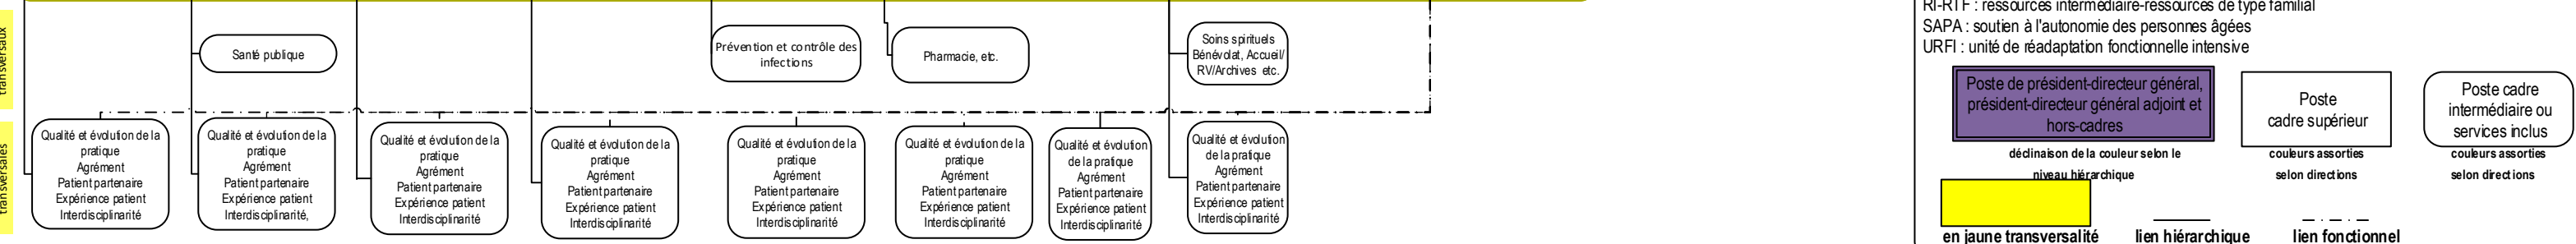 transversaux
Santé publique
Prévention et contrôle des
infections
Pharmacie, etc.
Soins spirituels
Bénévolat, Accueil/
RV/Archives etc.
transversales
Qualité et évolution de la
pratique
Agrément
Patient partenaire
Expérience patient
Interdisciplinarité
Qualité et évolution de la
pratique
Agrément
Patient partenaire
Expérience patient
Interdisciplinarité,
Qualité et évolution de la
pratique
Agrément
Patient partenaire
Expérience patient
Interdisciplinarité
Qualité et évolution de la
pratique
Agrément
Patient partenaire
Expérience patient
Interdisciplinarité
Qualité et évolution de la
pratique
Agrément
Patient partenaire
Expérience patient
Interdisciplinarité
Qualité et évolution de la
pratique
Agrément
Patient partenaire
Expérience patient
Interdisciplinarité
Qualité et évolution
de la pratique
Agrément
Patient partenaire
Expérience patient
Interdisciplinarité
Qualité et évolution
de la pratique
Agrément
Patient partenaire
Expérience patient
Interdisciplinarité
RI-RTF : ressources intermédiaire-ressources de type familial
SAPA : soutien à l'autonomie des personnes âgées
URFI : unité de réadaptation fonctionnelle intensive
Poste de président-directeur général,
président-directeur général adjoint et
hors-cadres
déclinaison de la couleur selon le
niveau hiérarchique
Poste
cadre supérieur
couleurs assorties
selon directions
Poste cadre
intermédiaire ou
services inclus
couleurs assorties
selon directions
en jaune transversalité
lien hiérarchique
lien fonctionnel